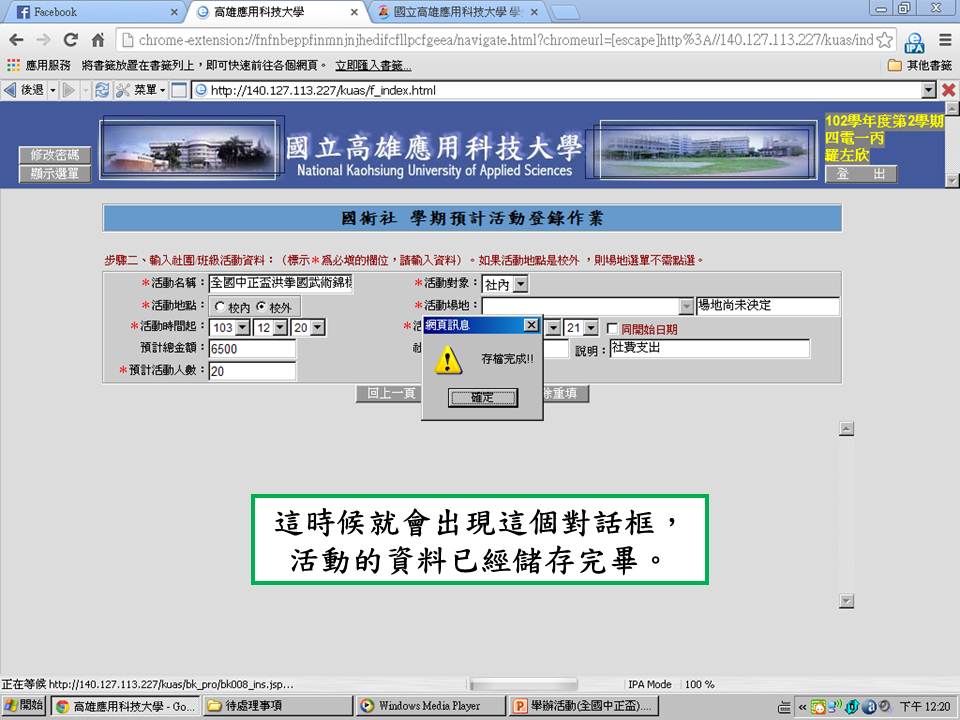 Facebook
高雄應用科技大學
國立高雄應用科技大學 學
chrome-extension://fnfnbeppfinmnjnjhedifcfllpcfgeea/navigate.html?chromeurl=[escape]http%3A//140.127.113.227/kuas/ind
IPA
應用服務 將書籤放置在書籤列上，即可快速前往各個網頁。 立即匯入書籤...
其他書籤
後退
菜單
http://140.127.113.227/kuas/f_index.html
修改密碼
顯示選單
國立高雄應用科技大學
National Kaohsiung University of Applied Sciences
102學年度第2學期
四電一丙
羅左欣
登 出
國術社 學期預計活動登錄作業
步驟二、輸入社團/班級活動資料：（標示＊為必填的欄位，請輸入資料）。如果活動地點是校外，則場地選單不需點選。
＊活動名稱： 全國中正盃洪拳國武術錦標
＊活動對象： 社內
＊活動地點： 校內 校外
＊活動場地： 場地尚未決定
＊活動時間起： 103 12 20
＊活 21 同開始日期
預計總金額： 6500
說明： 社費支出
＊預計活動人數： 20
網頁訊息
存檔完成!!
確定
回上一頁
除重填
這時候就會出現這個對話框，
活動的資料已經儲存完畢。
正在等候 http://140.127.113.227/kuas/bk_pro/bk008_ins.jsp...
IPA Mode
100 %
開始
高雄應用科技大學 - Go...
待處理事項
Windows Media Player
舉辦活動(全國中正盃)....
下午 12:20